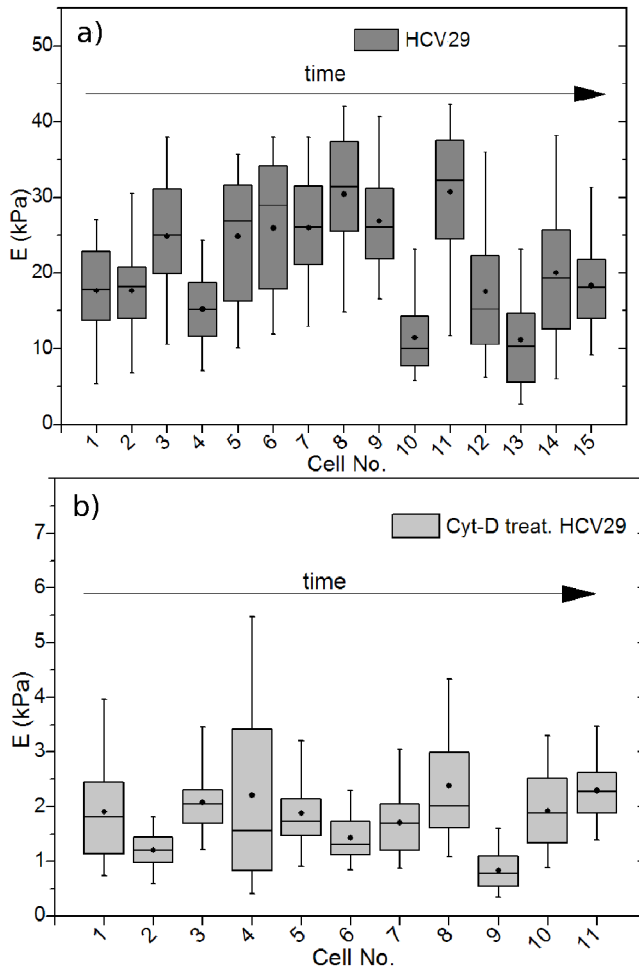 a)
HCV29
time
50
40
30
20
10
0
E (kPa)
1 2 3 4 5 6 7 8 9 10 11 12 13 14 15
Cell No.
b)
Cyt-D treat. HCV29
time
7
6
5
4
3
2
1
0
E (kPa)
1 2 3 4 5 6 7 8 9 10 11
Cell No.